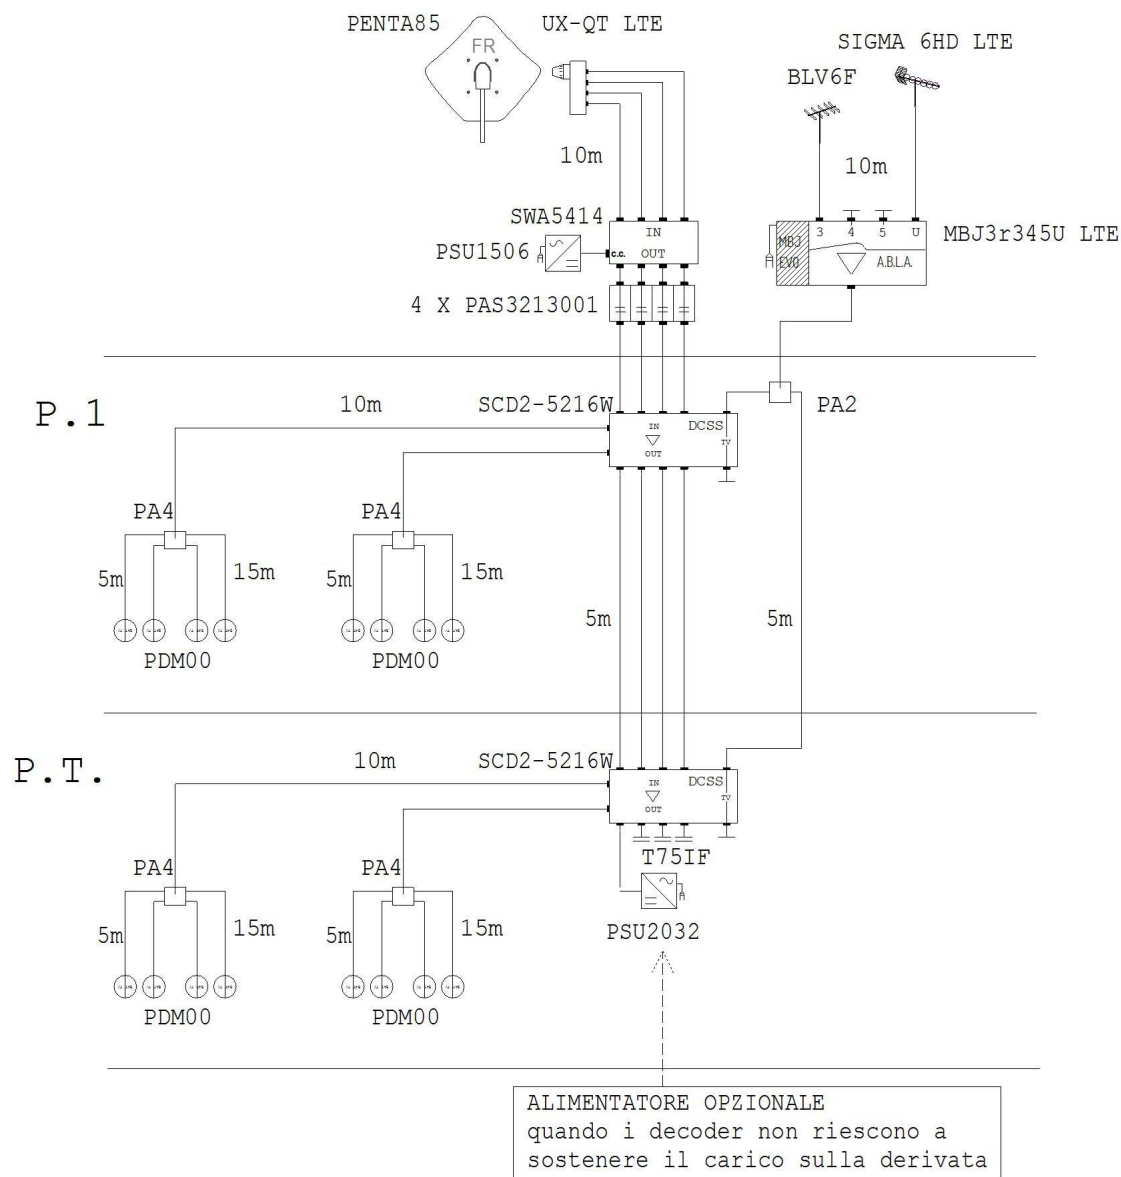 PENTA85
UX-QT LTE
SIGMA 6HD LTE
FR
BLV6F
10m
10m
SWA5414
IN
3 4 5 U
MBJ3r345U LTE
PSU1506
c.c.
OUT
MBJ
EVO
A.B.L.A.
4 X PAS3213001
P.1
10m
SCD2-5216W
PA2
IN
DCSS
TV
OUT
PA4
PA4
5m
15m
5m
15m
5m
5m
PDM00
PDM00
P.T.
10m
SCD2-5216W
IN
DCSS
TV
OUT
PA4
PA4
T75IF
5m
15m
5m
15m
PSU2032
PDM00
PDM00
ALIMENTATORE OPZIONALE
quando i decoder non riescono a
sostenere il carico sulla derivata